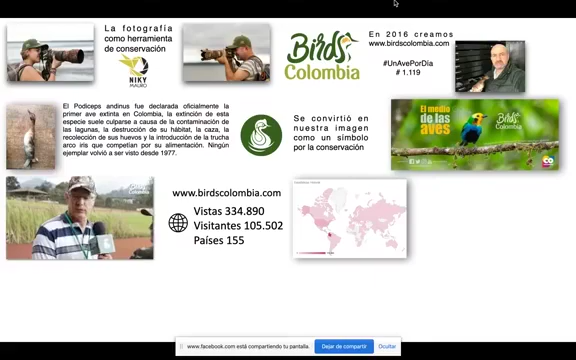 La fotografía
como herramienta
de conservación
NIKY
MAURO
Birds
Colombia
En 2016 creamos
www.birdscolombia.com
#UnAvePorDía
# 1.119
El Podiceps andinus fue declarada oficialmente la
primer ave extinta en Colombia, la extinción de esta
especie suele culparse a causa de la contaminación de
las lagunas, la destrucción de su hábitat, la caza, la
recolección de sus huevos y la introducción de la trucha
arco iris que competían por su alimentación. Ningún
ejemplar volvió a ser visto desde 1977.
Se convirtió en
nuestra imagen
como un símbolo
por la conservación
El medio
de las
aves
Birds
Colombia
Birds
Colombia
www.birdscolombia.com
Vistas 334.890
Visitantes 105.502
Países 155
www.facebook.com está compartiendo tu pantalla.
Dejar de compartir
Ocultar